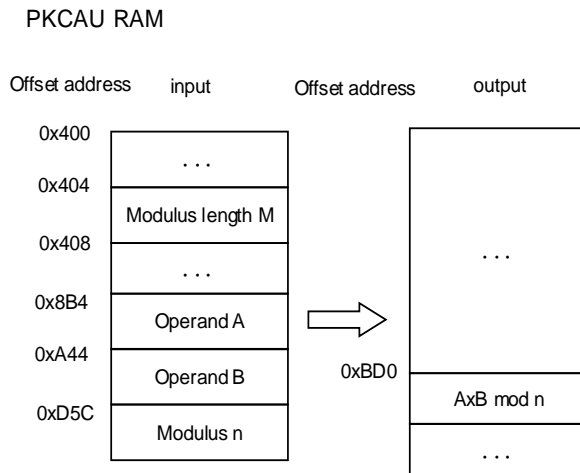 PKCAU RAM
Offset address input Offset address output
0x400
. . .
0x404
Modulus length M
0x408
. . .
0x8B4
Operand A
0xA44
Operand B
0xD5C
Modulus n
. . .
0xBD0
AxB mod n
. . .